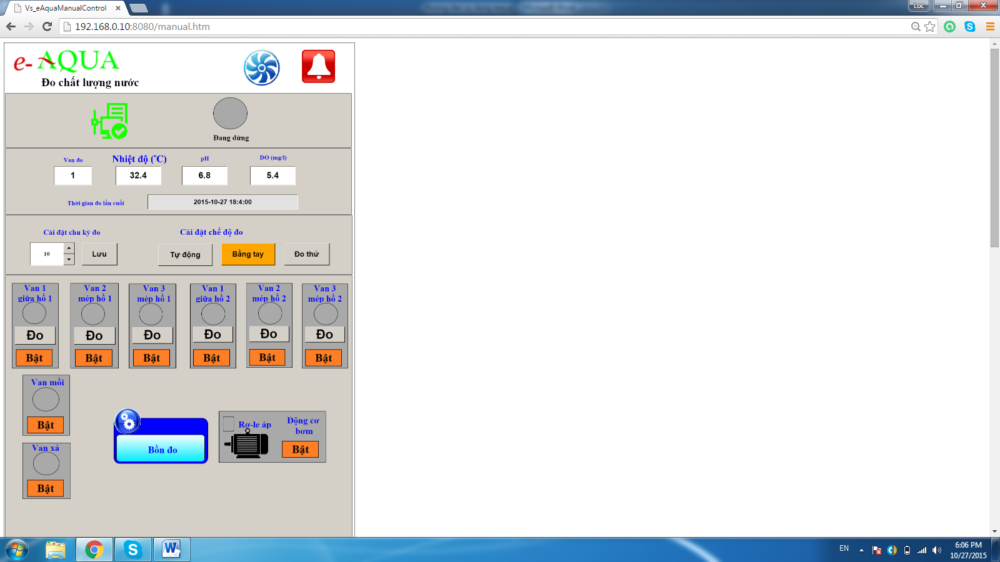 Vs_eAquaManualControl
Loc
192.168.0.10:8080/manual.htm
e-AQUA
Đo chất lượng nước
Đang dừng
Van đo Nhiệt độ (ºC) pH DO (mg/l)
1 32.4 6.8 5.4
Thời gian đo lần cuối 2015-10-27 18:4:00
Cài đặt chu kỳ đo Cài đặt chế độ đo
10 Lưu Tự động Bằng tay Đo thử
Van 1 Van 2 Van 3 Van 1 Van 2 Van 3
giữa hồ 1 mép hồ 1 mép hồ 1 giữa hồ 2 mép hồ 2 mép hồ 2
Đo Đo Đo Đo Đo Đo
Bật Bật Bật Bật Bật Bật
Van mồi
Bật
Rơ-le áp Động cơ
bơm
Bồn đo Bật
Van xả
Bật
EN
6:06 PM
10/27/2015